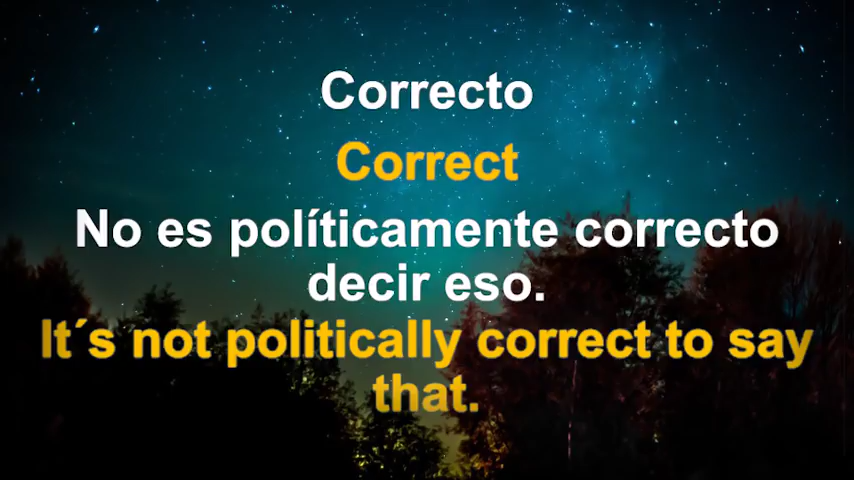 Correcto
Correct
No es políticamente correcto
decir eso.
It´s not politically correct to say
that.